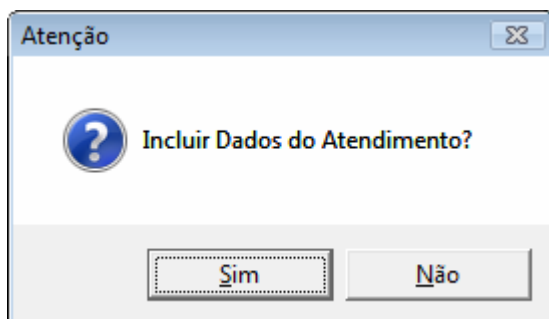 Atenção
Incluir Dados do Atendimento?
Sim Não